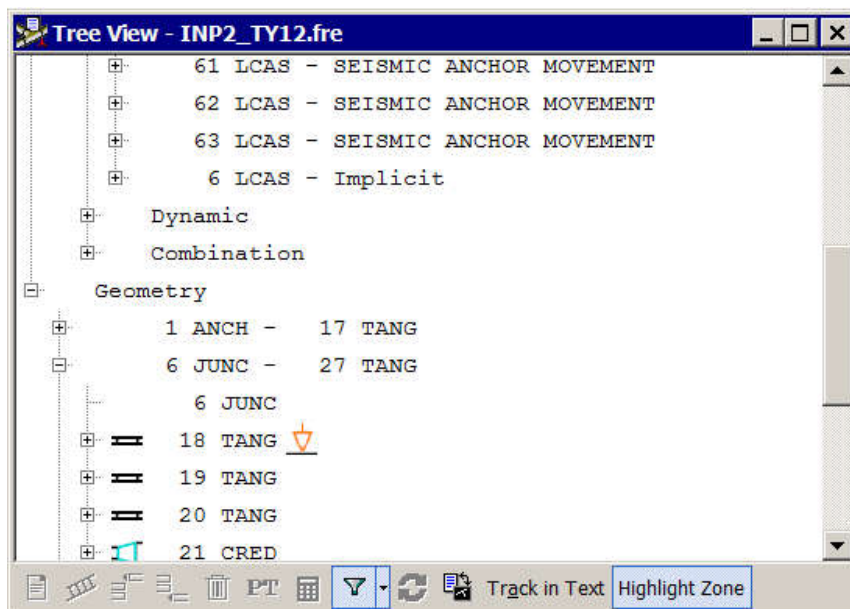 Tree View - INP2_TY12.fre
61 LCAS - SEISMIC ANCHOR MOVEMENT
62 LCAS - SEISMIC ANCHOR MOVEMENT
63 LCAS - SEISMIC ANCHOR MOVEMENT
6 LCAS - Implicit
Dynamic
Combination
Geometry
1 ANCH - 17 TANG
6 JUNC - 27 TANG
6 JUNC
18 TANG
19 TANG
20 TANG
21 CRED
PT Track in Text Highlight Zone